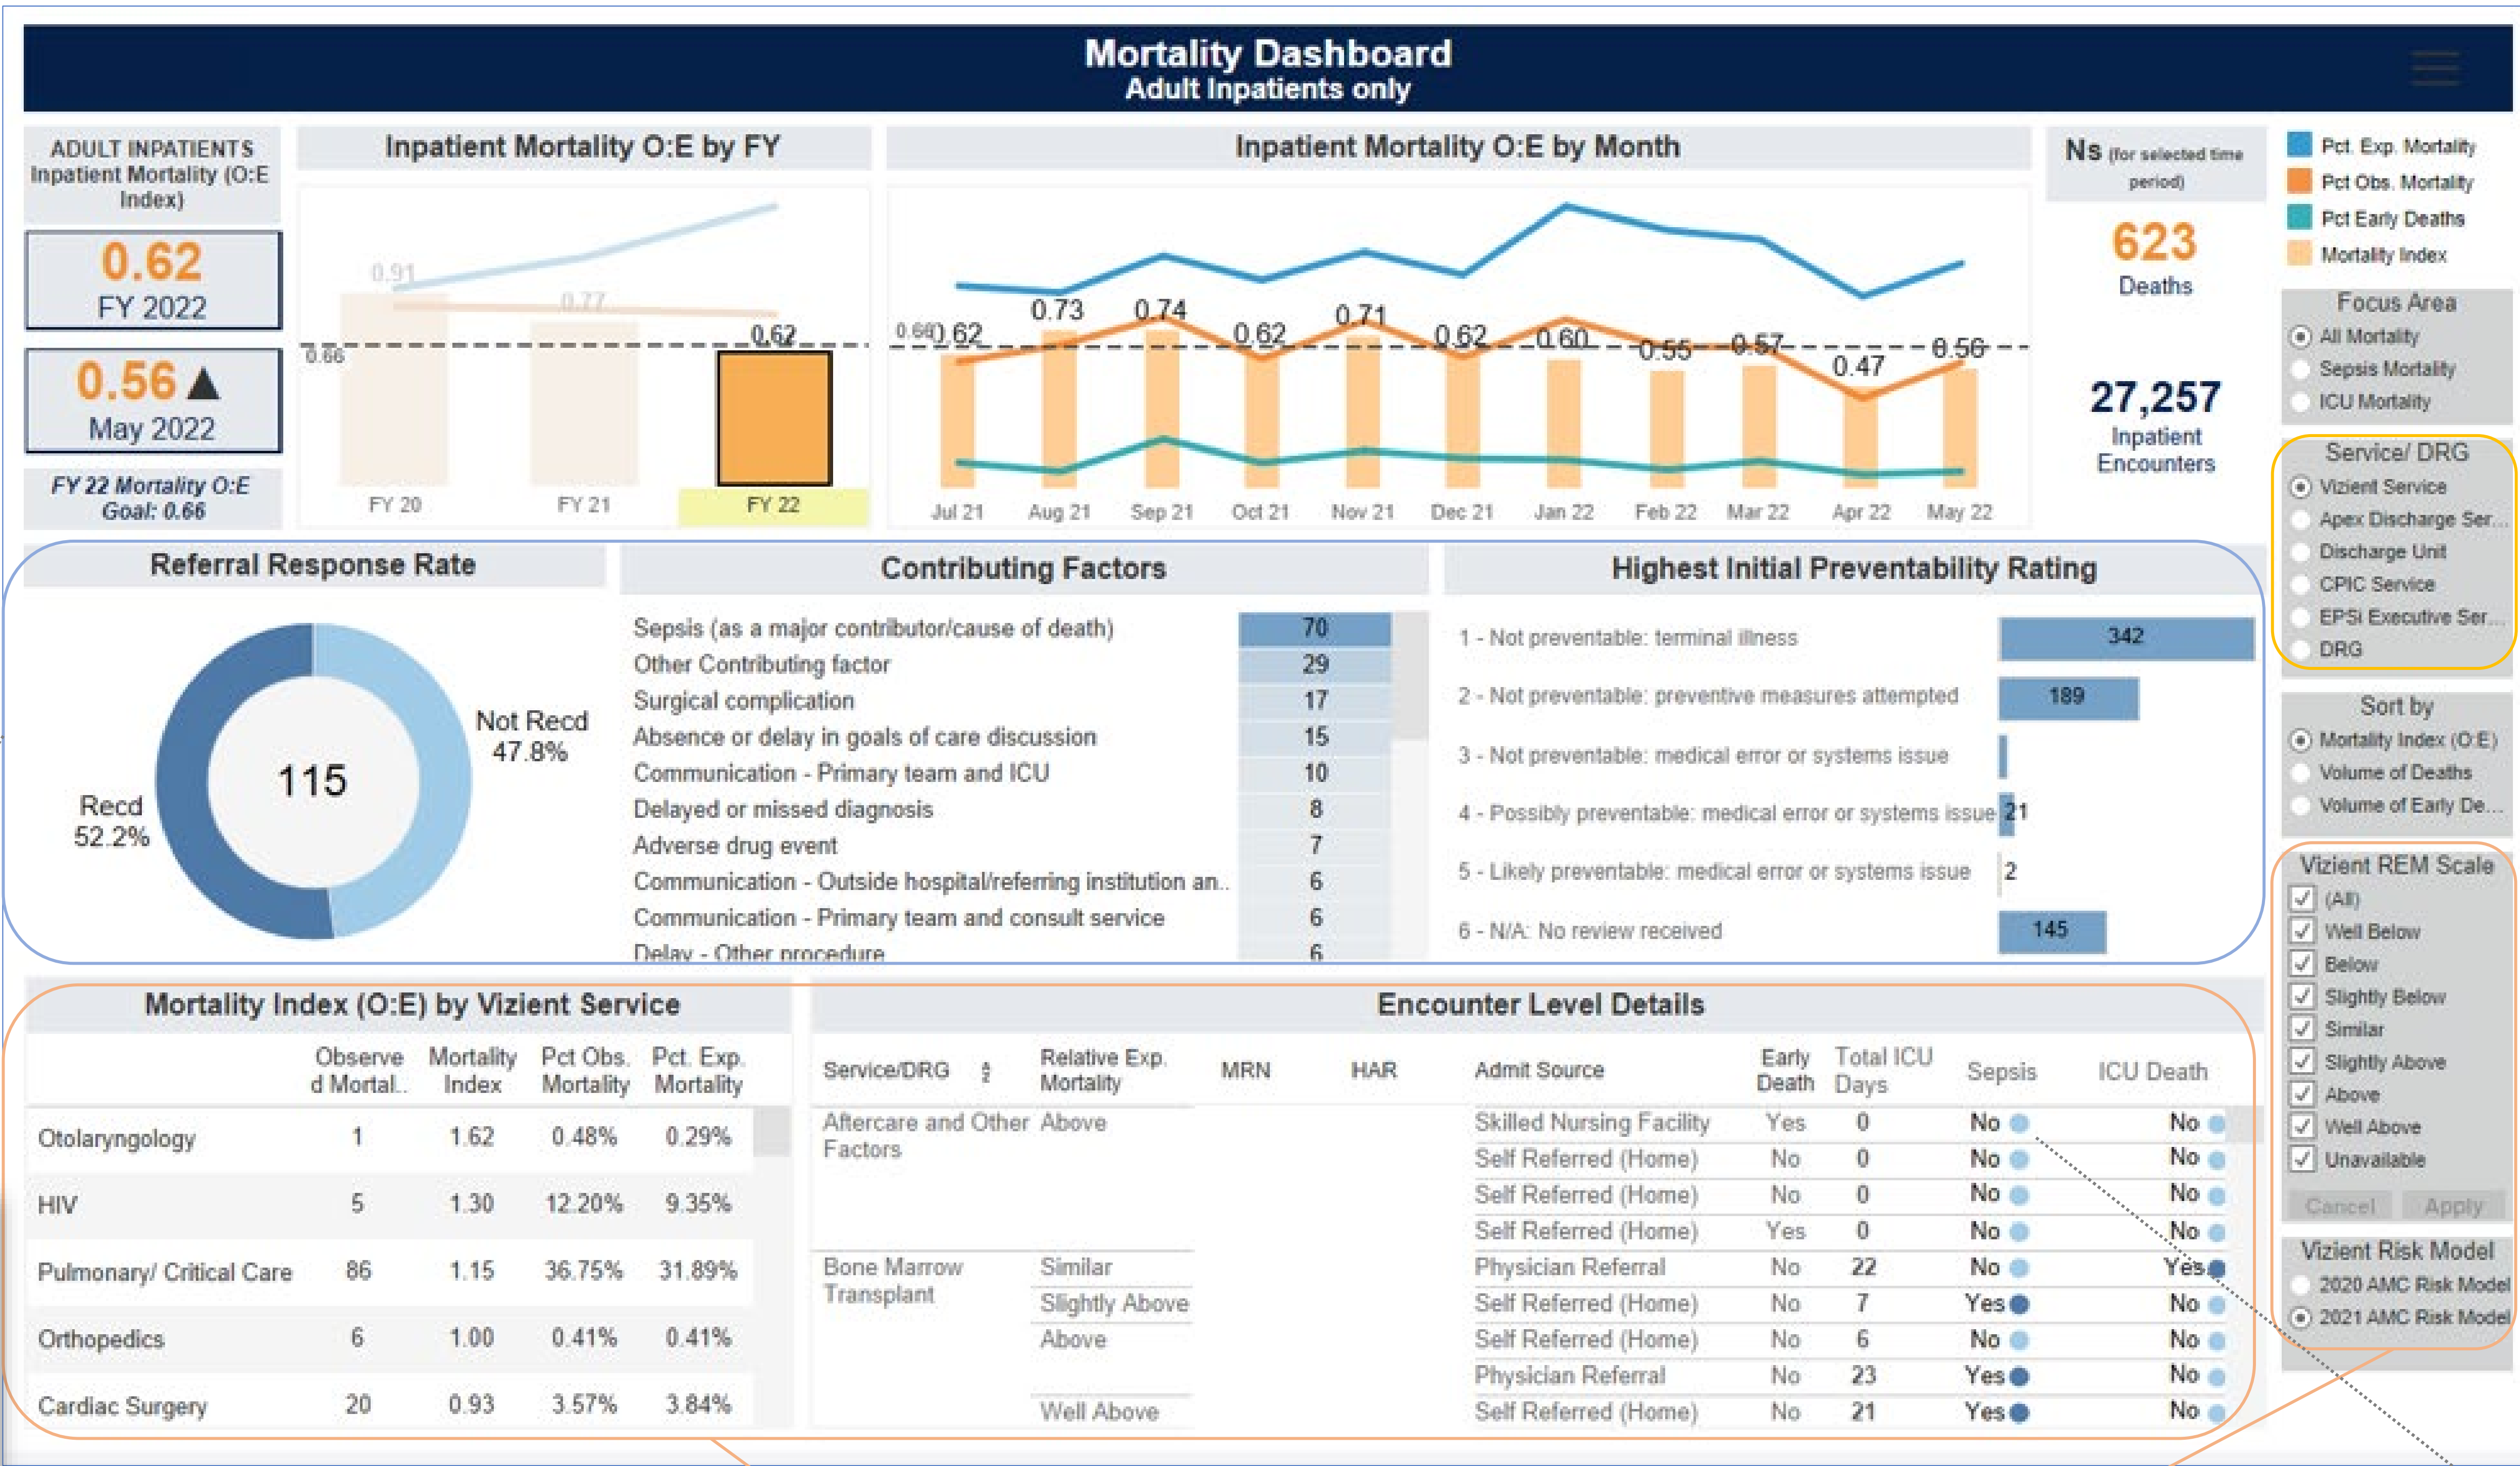 Mortality Dashboard
Adult Inpatients only
ADULT INPATIENTS
Inpatient Mortality (O:E
Index)
0.62
FY 2022
0.56▲
May 2022
FY 22 Mortality O:E
Goal: 0.66
Inpatient Mortality O:E by FY
0.91
0.77
0.62
0.66
FY 20
FY 21
FY 22
Inpatient Mortality O:E by Month
0.66
0.62
0.73
0.74
0.62
0.71
0.62
0.60
0.55
0.57
0.47
0.56
Jul 21
Aug 21
Sep 21
Oct 21
Nov 21
Dec 21
Jan 22
Feb 22
Mar 22
Apr 22
May 22
Ns (for selected time
period)
623
Deaths
27,257
Inpatient
Encounters
Pct. Exp. Mortality
Pct Obs. Mortality
Pct Early Deaths
Mortality Index
Focus Area
All Mortality
Sepsis Mortality
ICU Mortality
Service/ DRG
Vizient Service
Apex Discharge Ser...
Discharge Unit
CPIC Service
EPSi Executive Ser...
DRG
Sort by
Mortality Index (O:E)
Volume of Deaths
Volume of Early De...
Vizient REM Scale
(All)
Well Below
Below
Slightly Below
Similar
Slightly Above
Above
Well Above
Unavailable
Cancel Apply
Vizient Risk Model
2020 AMC Risk Model
2021 AMC Risk Model
Referral Response Rate
Not Recd
47.8%
115
Recd
52.2%
Contributing Factors
Sepsis (as a major contributor/cause of death) 70
Other Contributing factor 29
Surgical complication 17
Absence or delay in goals of care discussion 15
Communication - Primary team and ICU 10
Delayed or missed diagnosis 8
Adverse drug event 7
Communication - Outside hospital/referring institution an.. 6
Communication - Primary team and consult service 6
Delay - Other procedure 6
Highest Initial Preventability Rating
1 - Not preventable: terminal illness 342
2 - Not preventable: preventive measures attempted 189
3 - Not preventable: medical error or systems issue
4 - Possibly preventable: medical error or systems issue 21
5 - Likely preventable: medical error or systems issue 2
6 - N/A: No review received 145
Mortality Index (O:E) by Vizient Service
Observe Mortality Pct Obs. Pct. Exp.
d Mortal.. Index Mortality Mortality
Otolaryngology 1 1.62 0.48% 0.29%
HIV 5 1.30 12.20% 9.35%
Pulmonary/ Critical Care 86 1.15 36.75% 31.89%
Orthopedics 6 1.00 0.41% 0.41%
Cardiac Surgery 20 0.93 3.57% 3.84%
Encounter Level Details
Service/DRG Relative Exp. MRN HAR Admit Source Early Total ICU Sepsis ICU Death
Mortality Death Days
Aftercare and Other Above Skilled Nursing Facility Yes 0 No No
Factors Self Referred (Home) No 0 No No
Self Referred (Home) No 0 No No
Self Referred (Home) Yes 0 No No
Bone Marrow Similar Physician Referral No 22 No Yes
Transplant Slightly Above Self Referred (Home) No 7 Yes No
Above Self Referred (Home) No 6 No No
Physician Referral No 23 Yes No
Well Above Self Referred (Home) No 21 Yes No